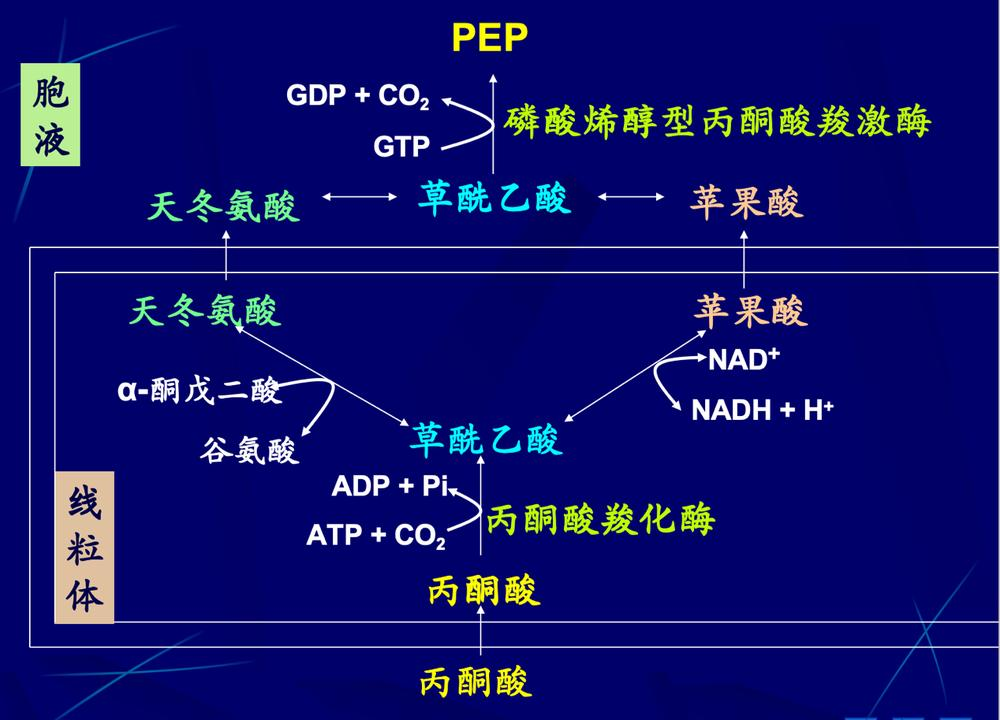 PEP
胞
液
GDP + CO₂
GTP
磷酸烯醇型丙酮酸羧激酶
天冬氨酸
草酰乙酸
苹果酸
天冬氨酸
苹果酸
NAD⁺
α-酮戊二酸
NADH + H⁺
谷氨酸
草酰乙酸
线
粒
体
ADP + Pi
ATP + CO₂
丙酮酸羧化酶
丙酮酸
丙酮酸